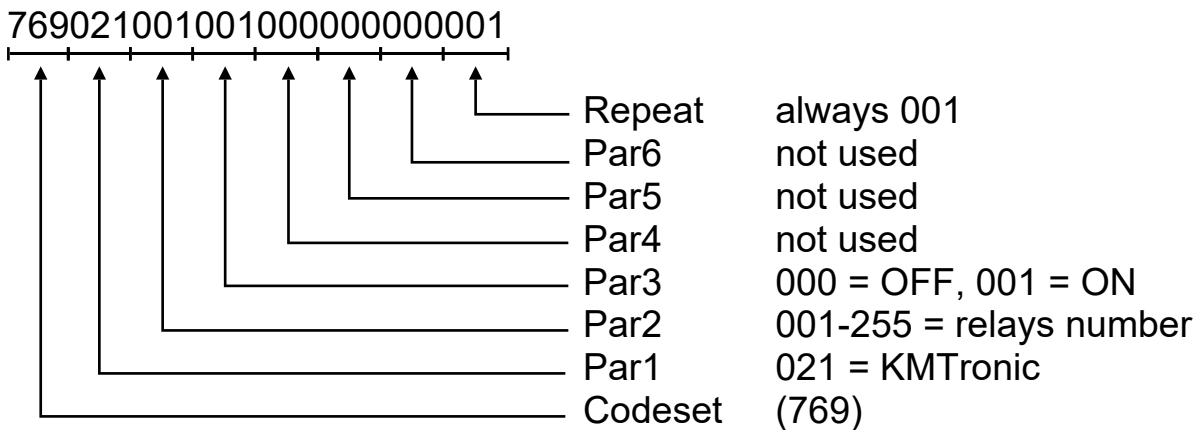 769021001001000000000001
Repeat always 001
Par6 not used
Par5 not used
Par4 not used
Par3 000 = OFF, 001 = ON
Par2 001-255 = relays number
Par1 021 = KMTronic
Codeset (769)